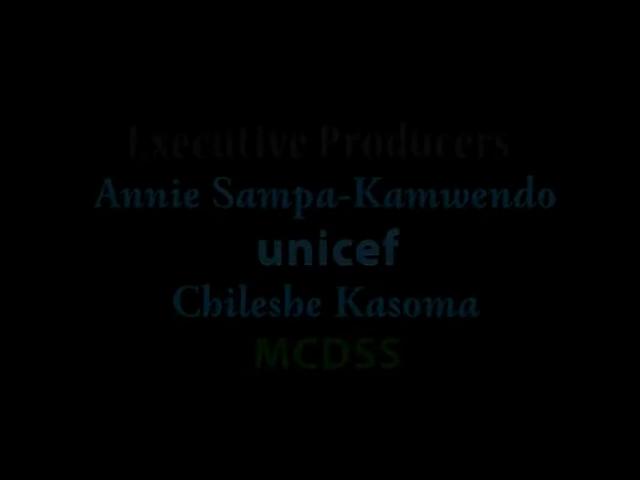 Executive Producers
Annie Sampa-Kamwendo
unicef
Chileshe Kasoma
MCDSS